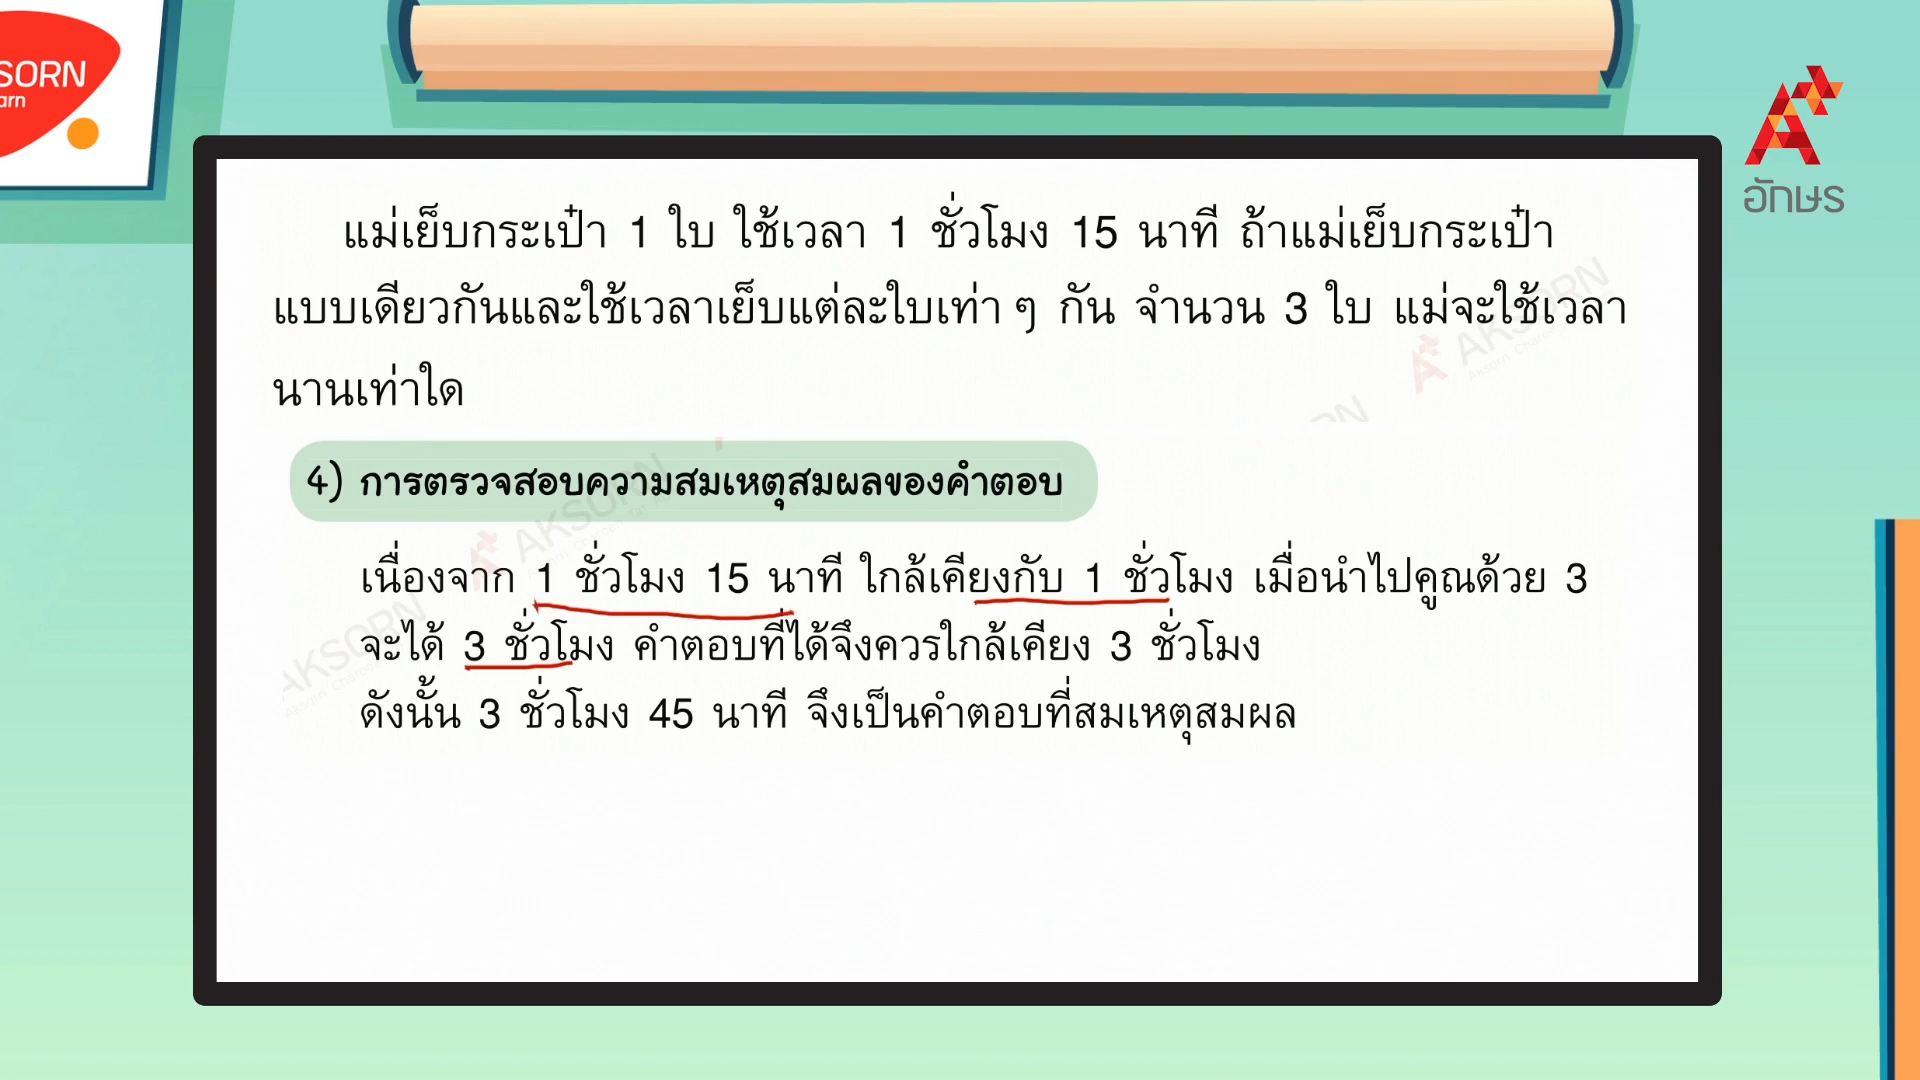 SORN
arn
อักษร
แม่เย็บกระเป๋า 1 ใบ ใช้เวลา 1 ชั่วโมง 15 นาที ถ้าแม่เย็บกระเป๋า
แบบเดียวกันและใช้เวลาเย็บแต่ละใบเท่า ๆ กัน จำนวน 3 ใบ แม่จะใช้เวลา
นานเท่าใด
4) การตรวจสอบความสมเหตุสมผลของคำตอบ
เนื่องจาก 1 ชั่วโมง 15 นาที ใกล้เคียงกับ 1 ชั่วโมง เมื่อนำไปคูณด้วย 3
จะได้ 3 ชั่วโมง คำตอบที่ได้จึงควรใกล้เคียง 3 ชั่วโมง
ดังนั้น 3 ชั่วโมง 45 นาที จึงเป็นคำตอบที่สมเหตุสมผล
AKSORN
AKSORN
AKSORN